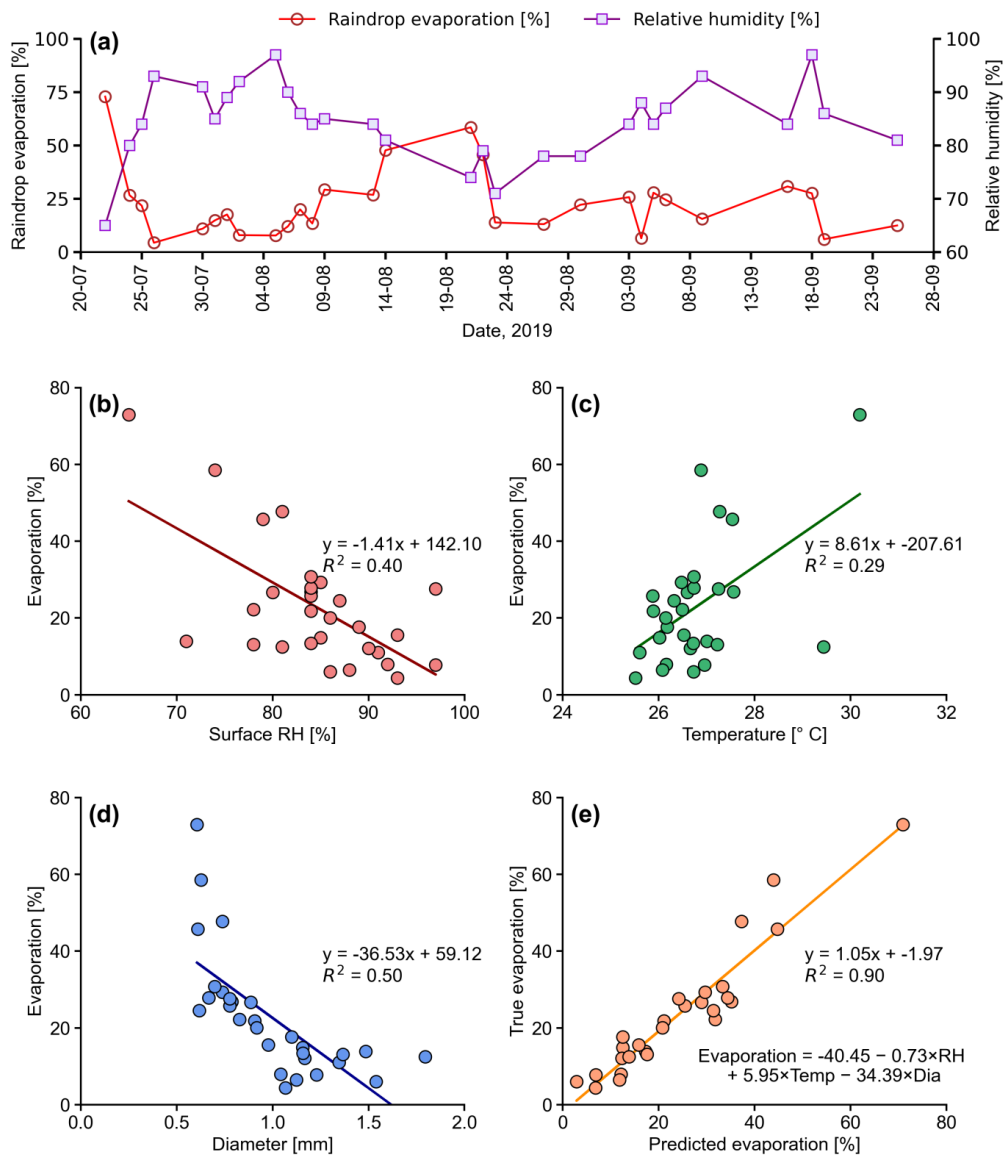 Raindrop evaporation [%]
Relative humidity [%]
(a)
Raindrop evaporation [%]
100
75
50
25
0
100
90
80
70
60
Relative humidity [%]
20-07
25-07
30-07
04-08
09-08
14-08
19-08
24-08
29-08
03-09
08-09
13-09
18-09
23-09
28-09
Date, 2019
(b)
Evaporation [%]
80
60
40
20
0
y = -1.41x + 142.10
R² = 0.40
60
70
80
90
100
Surface RH [%]
(c)
Evaporation [%]
80
60
40
20
0
y = 8.61x + -207.61
R² = 0.29
24
26
28
30
32
Temperature [° C]
(d)
Evaporation [%]
80
60
40
20
0
y = -36.53x + 59.12
R² = 0.50
0.0
0.5
1.0
1.5
2.0
Diameter [mm]
(e)
True evaporation [%]
80
60
40
20
0
y = 1.05x + -1.97
R² = 0.90
Evaporation = -40.45 − 0.73×RH
+ 5.95×Temp − 34.39×Dia
0
20
40
60
80
Predicted evaporation [%]